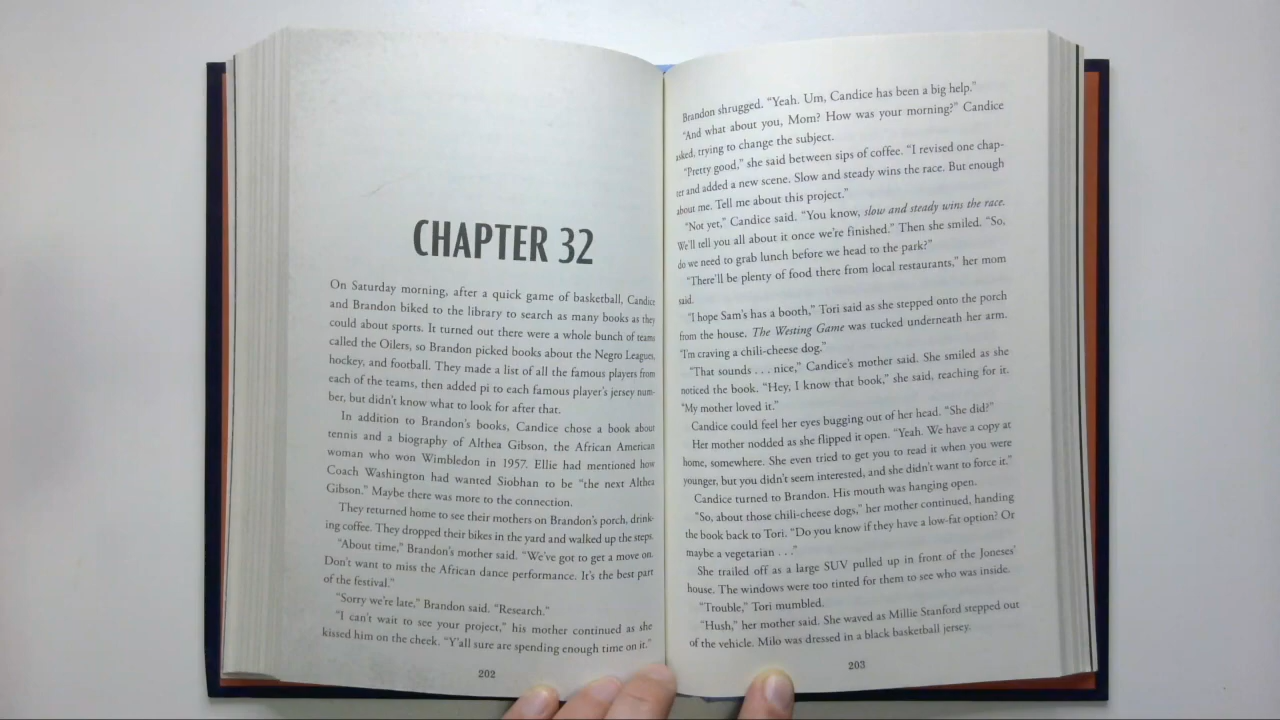 CHAPTER 32
On Saturday morning, after a quick game of basketball, Candice
and Brandon biked to the library to search as many books as they
could about sports. It turned out there were a whole bunch of teams
called the Oilers, so Brandon picked books about the Negro Leagues,
hockey, and football. They made a list of all the famous players from
each of the teams, then added pi to each famous player's jersey num-
ber, but didn't know what to look for after that.
In addition to Brandon's books, Candice chose a book about
tennis and a biography of Althea Gibson, the African American
woman who won Wimbledon in 1957. Ellie had mentioned how
Coach Washington had wanted Siobhan to be "the next Althea
Gibson." Maybe there was more to the connection.
They returned home to see their mothers on Brandon's porch, drink-
ing coffee. They dropped their bikes in the yard and walked up the steps.
"About time," Brandon's mother said. "We've got to get a move on.
Don't want to miss the African dance performance. It's the best part
of the festival."
"Sorry we're late," Brandon said. "Research."
"I can't wait to see your project," his mother continued as she
kissed him on the cheek. "Y'all sure are spending enough time on it."
202
Brandon shrugged. "Yeah. Um, Candice has been a big help."
"And what about you, Mom? How was your morning?" Candice
asked, trying to change the subject.
"Pretty good," she said between sips of coffee. "I revised one chap-
ter and added a new scene. Slow and steady wins the race. But enough
about me. Tell me about this project."
"Not yet," Candice said. "You know, slow and steady wins the race.
We'll tell you all about it once we're finished." Then she smiled. "So,
do we need to grab lunch before we head to the park?"
"There'll be plenty of food there from local restaurants," her mom
said.
"I hope Sam's has a booth," Tori said as she stepped onto the porch
from the house. The Westing Game was tucked underneath her arm.
"I'm craving a chili-cheese dog."
"That sounds . . . nice," Candice's mother said. She smiled as she
noticed the book. "Hey, I know that book," she said, reaching for it.
"My mother loved it."
Candice could feel her eyes bugging out of her head. "She did?"
Her mother nodded as she flipped it open. "Yeah. We have a copy at
home, somewhere. She even tried to get you to read it when you were
younger, but you didn't seem interested, and she didn't want to force it."
Candice turned to Brandon. His mouth was hanging open.
"So, about those chili-cheese dogs," her mother continued, handing
the book back to Tori. "Do you know if they have a low-fat option? Or
maybe a vegetarian . . ."
She trailed off as a large SUV pulled up in front of the Joneses'
house. The windows were too tinted for them to see who was inside.
"Trouble," Tori mumbled.
"Hush," her mother said. She waved as Millie Stanford stepped out
of the vehicle. Milo was dressed in a black basketball jersey.
203